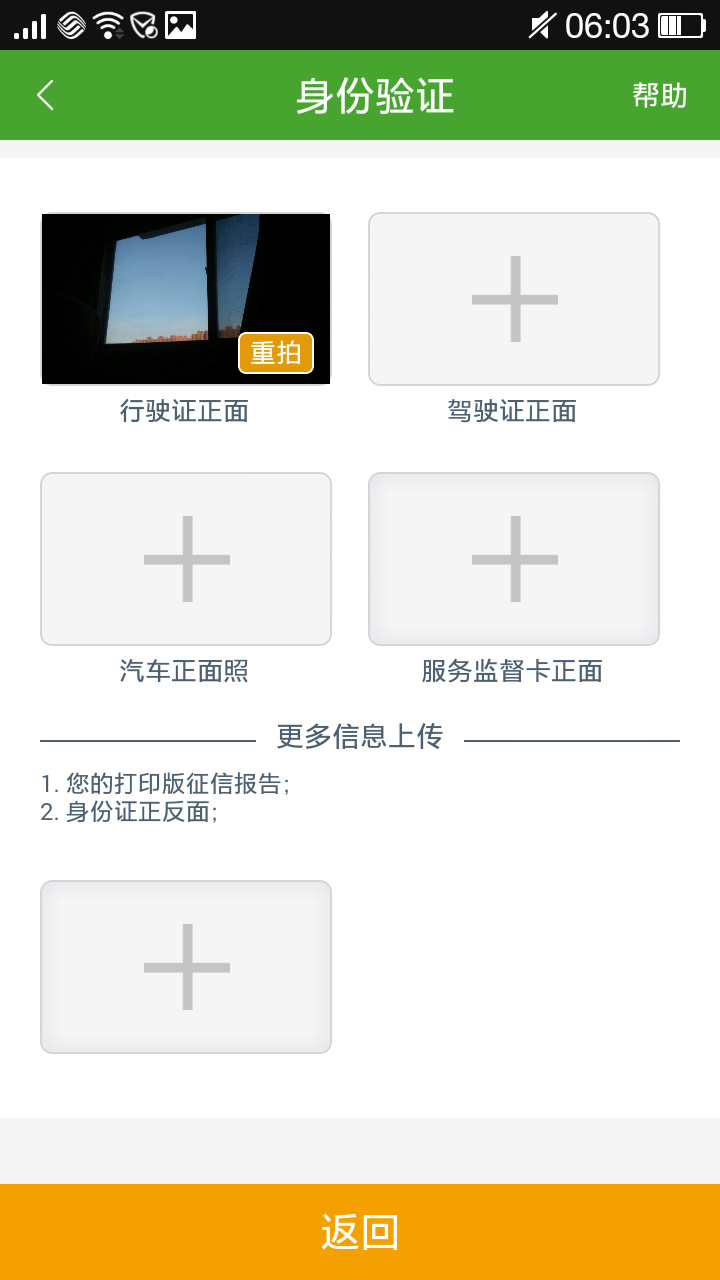 06:03
身份验证
帮助
重拍
行驶证正面
驾驶证正面
汽车正面照
服务监督卡正面
更多信息上传
1. 您的打印版征信报告;
2. 身份证正反面;
返回